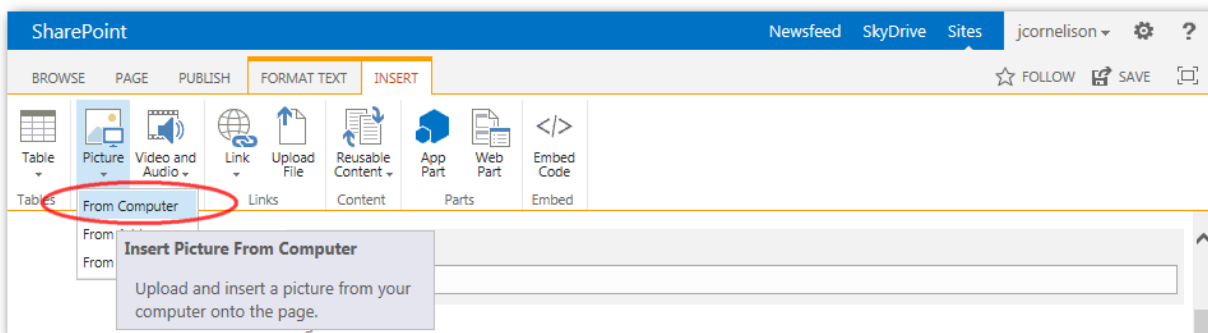 SharePoint Newsfeed SkyDrive Sites jcornelison ?
BROWSE PAGE PUBLISH FORMAT TEXT INSERT FOLLOW SAVE
Table Picture Video and Audio Link Upload File Reusable Content App Part Web Part </> Embed Code
Tables Links Content Parts Embed
From Computer
From
From
Insert Picture From Computer
Upload and insert a picture from your
computer onto the page.